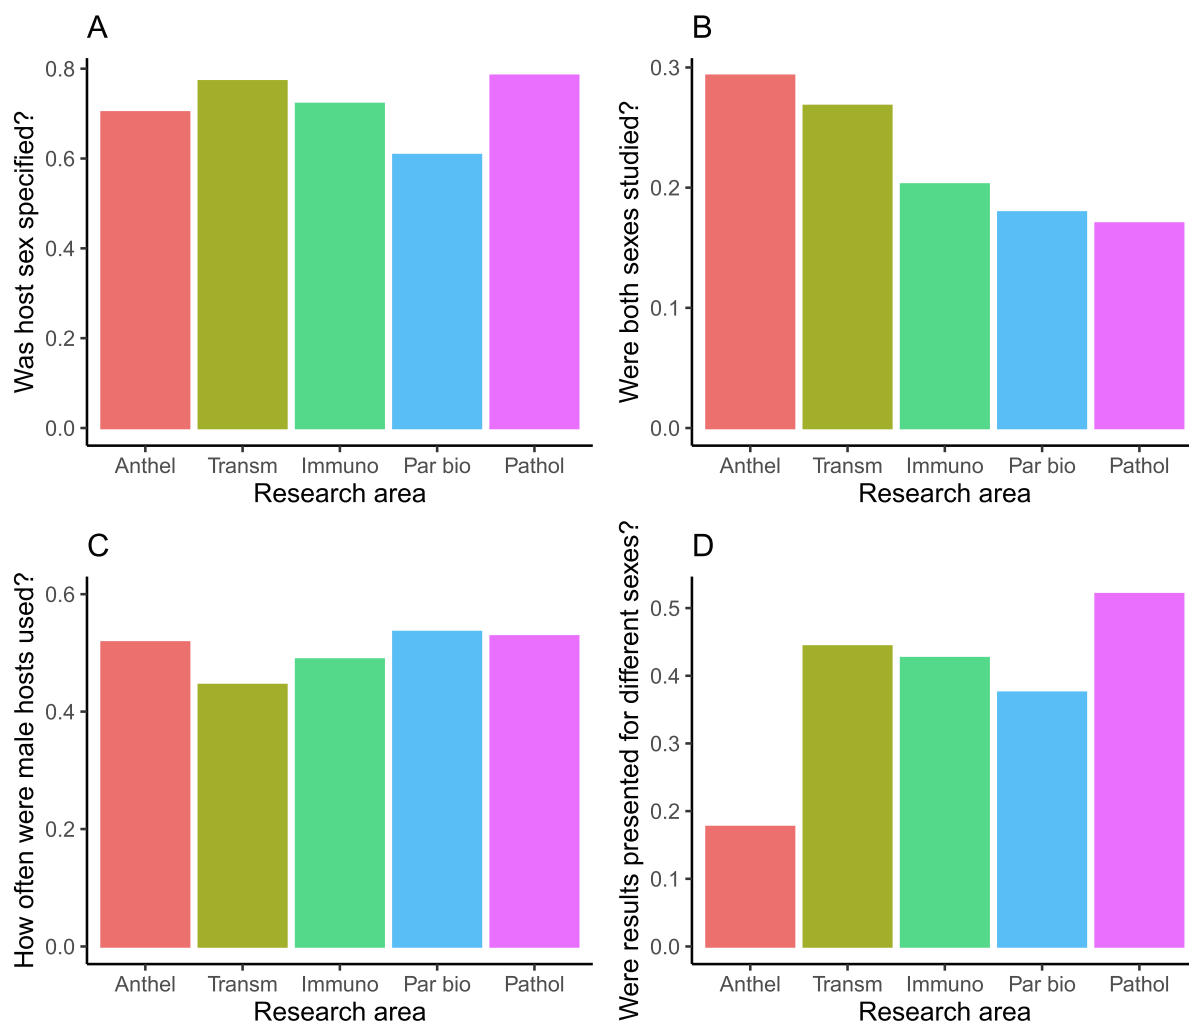 A
Was host sex specified?
0.8
0.6
0.4
0.2
0.0
Anthel Transm Immuno Par bio Pathol
Research area
B
Were both sexes studied?
0.3
0.2
0.1
0.0
Anthel Transm Immuno Par bio Pathol
Research area
C
How often were male hosts used?
0.6
0.4
0.2
0.0
Anthel Transm Immuno Par bio Pathol
Research area
D
Were results presented for different sexes?
0.5
0.4
0.3
0.2
0.1
0.0
Anthel Transm Immuno Par bio Pathol
Research area